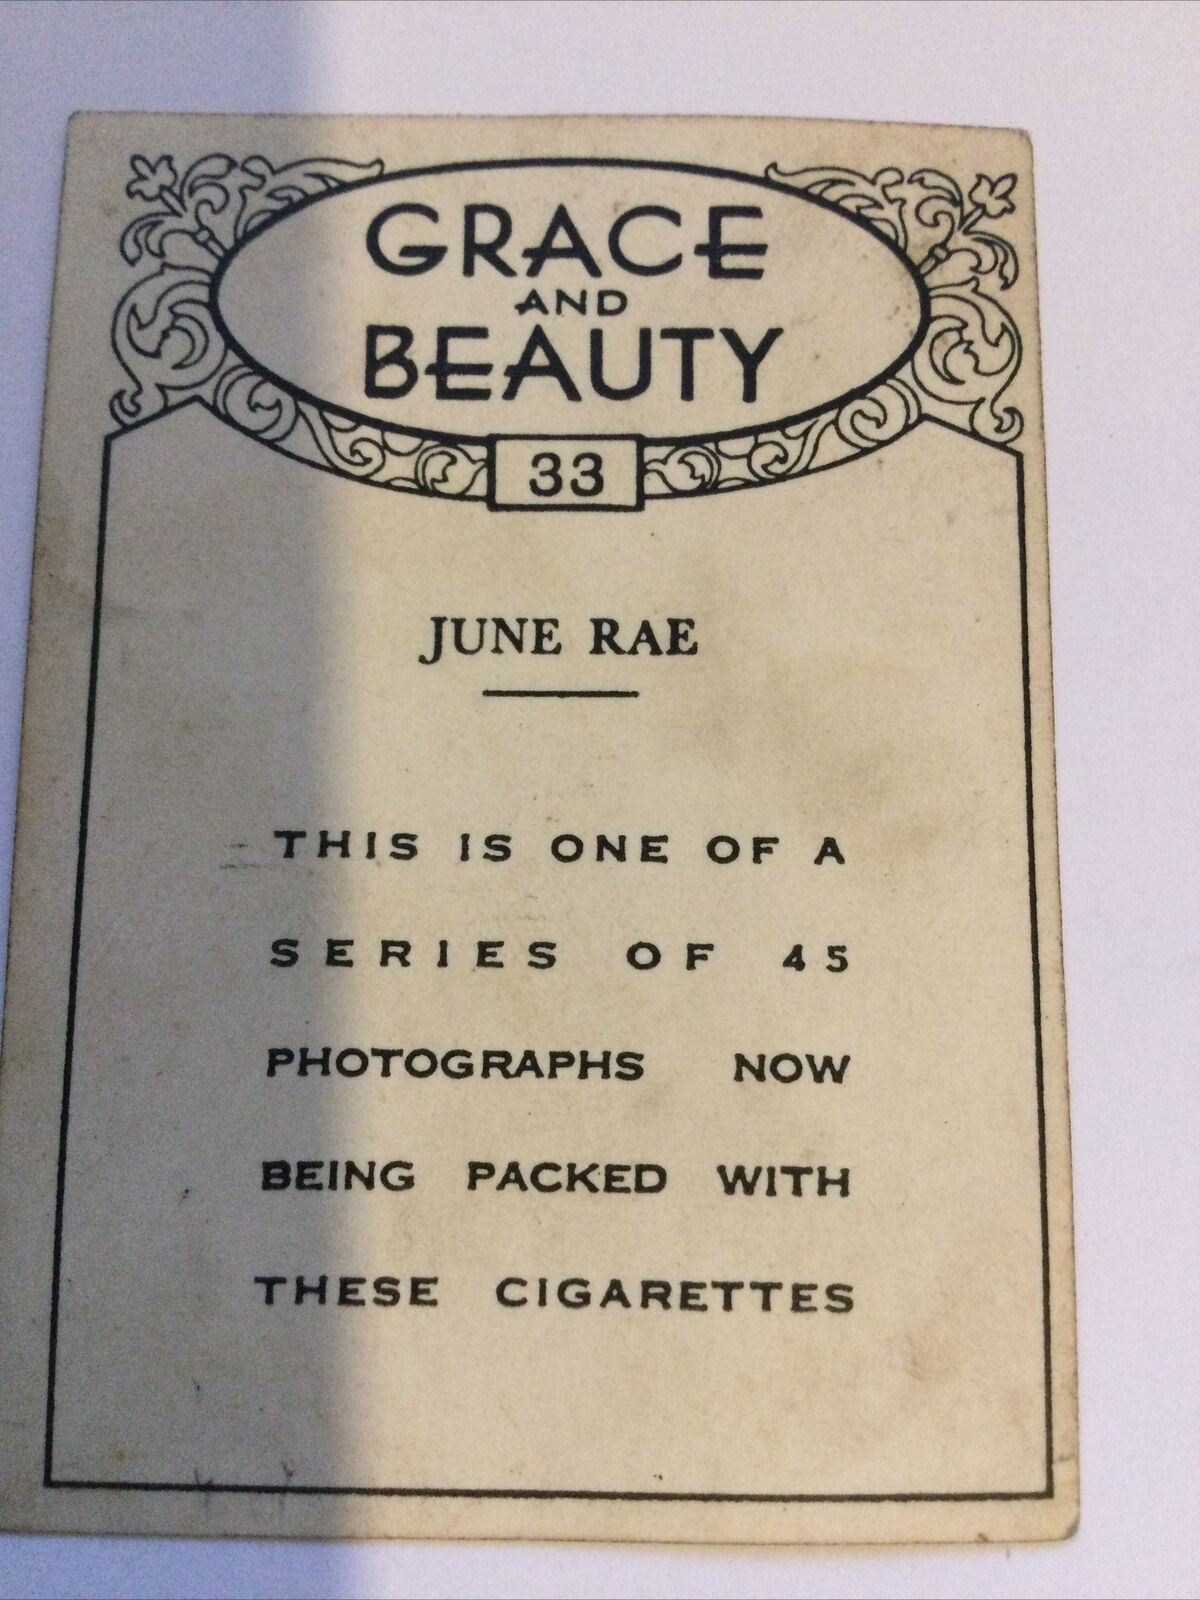 GRACE
AND
BEAUTY
33
JUNE RAE
THIS IS ONE OF A
SERIES OF 45
PHOTOGRAPHS NOW
BEING PACKED WITH
THESE CIGARETTES